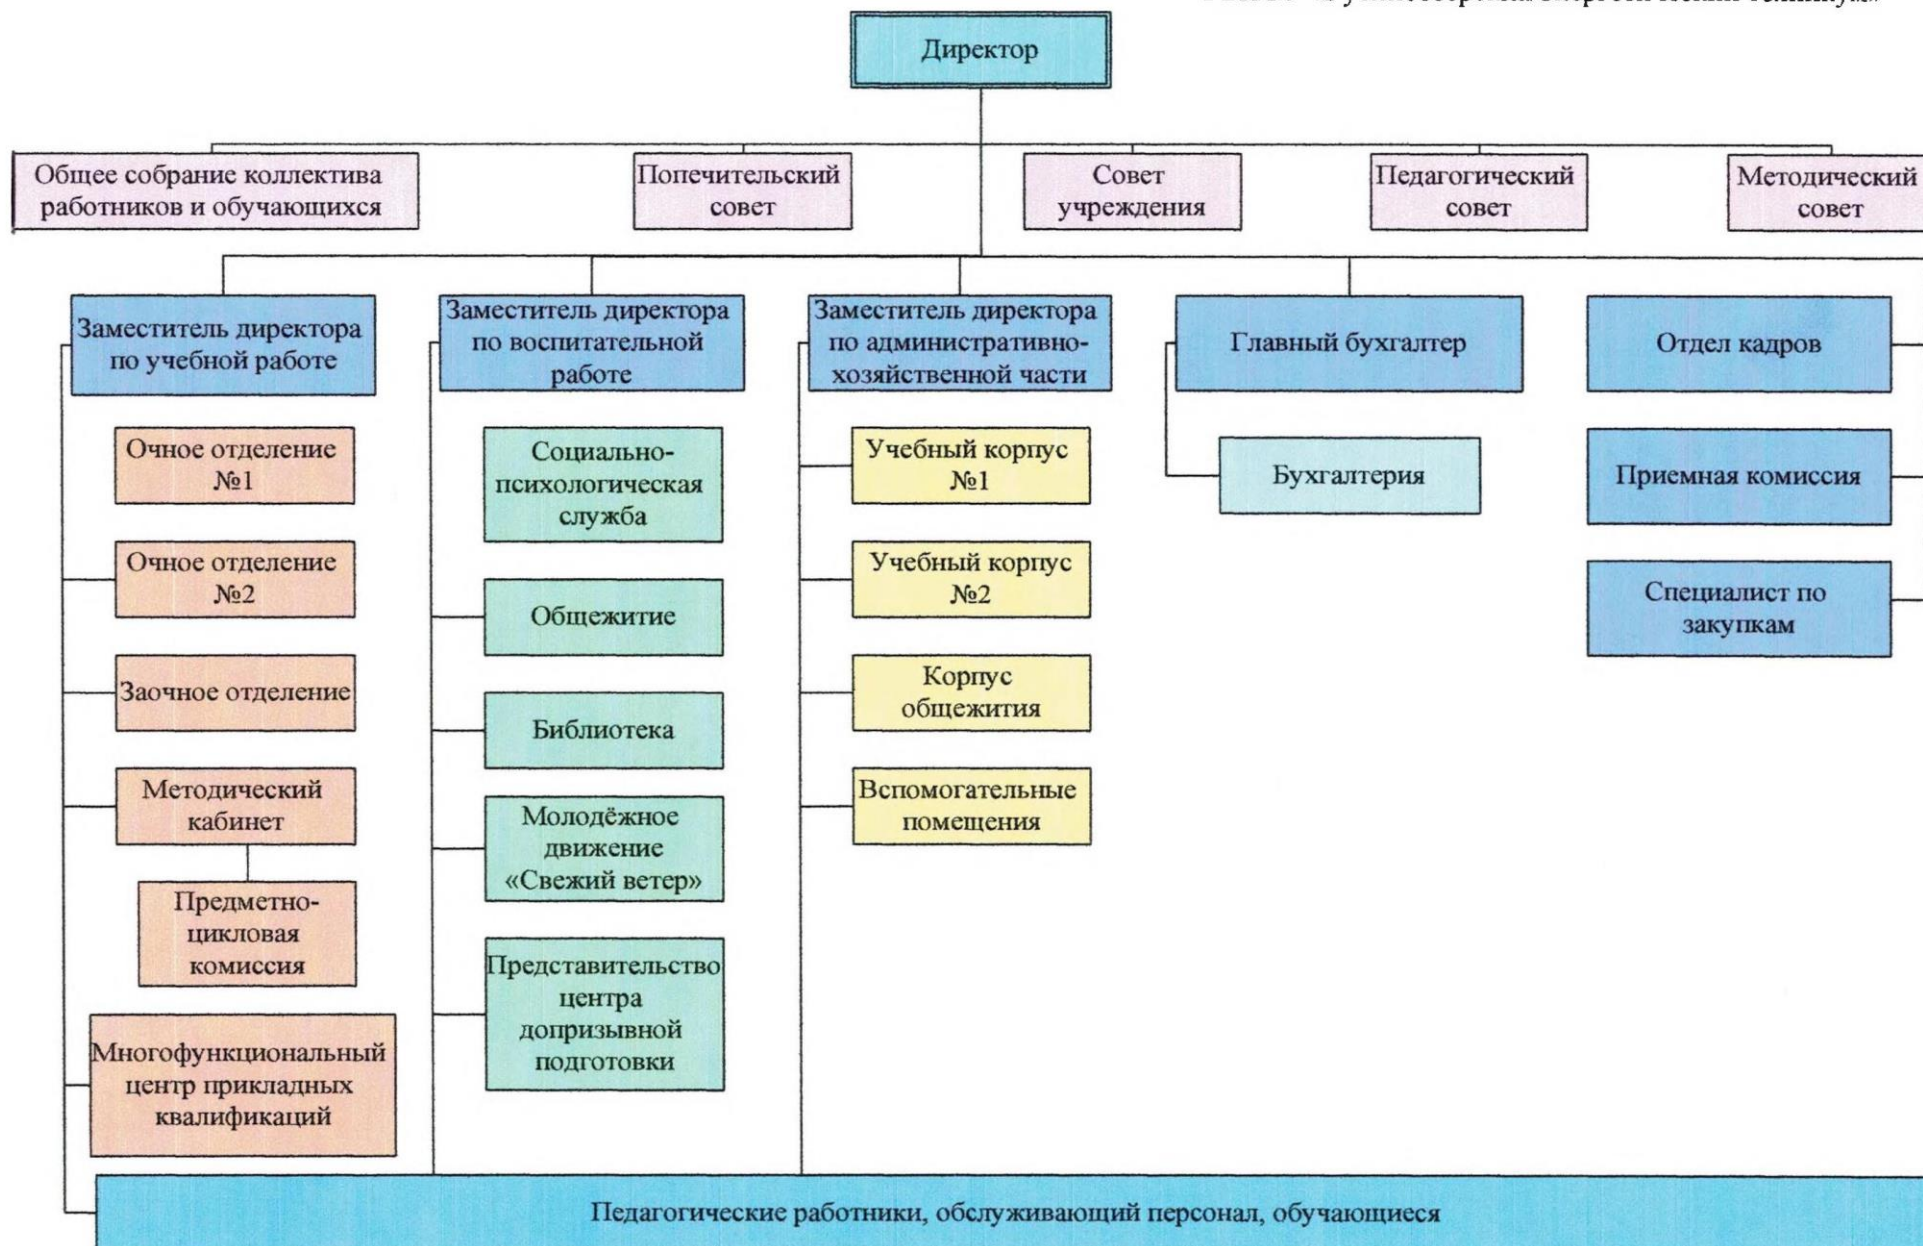 Директор
Общее собрание коллектива
работников и обучающихся
Попечительский
совет
Совет
учреждения
Педагогический
совет
Методический
совет
Заместитель директора
по учебной работе
Очное отделение
№1
Очное отделение
№2
Заочное отделение
Методический
кабинет
Предметно-
цикловая
комиссия
Многофункциональный
центр прикладных
квалификаций
Заместитель директора
по воспитательной
работе
Социально-
психологическая
служба
Общежитие
Библиотека
Молодёжное
движение
«Свежий ветер»
Представительство
центра
допризывной
подготовки
Заместитель директора
по административно-
хозяйственной части
Учебный корпус
№1
Учебный корпус
№2
Корпус
общежития
Вспомогательные
помещения
Главный бухгалтер
Бухгалтерия
Отдел кадров
Приемная комиссия
Специалист по
закупкам
Педагогические работники, обслуживающий персонал, обучающиеся